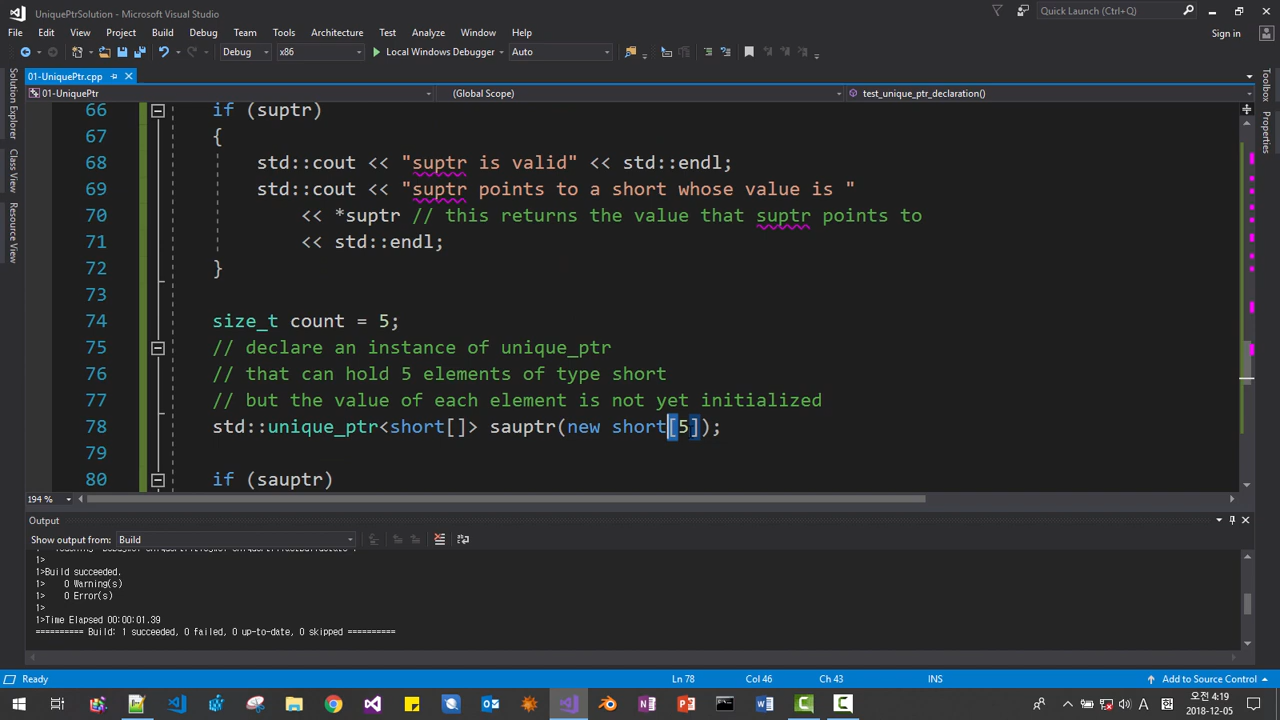 UniquePtrSolution - Microsoft Visual Studio
Quick Launch (Ctrl+Q)
File Edit View Project Build Debug Team Tools Architecture Test Analyze Window Help
Sign in
Debug x86 Local Windows Debugger Auto
01-UniquePtr.cpp
01-UniquePtr (Global Scope) test_unique_ptr_declaration()
Solution Explorer
Class View
Resource View
Toolbox
Properties
66 if (suptr)
67 {
68 std::cout << "suptr is valid" << std::endl;
69 std::cout << "suptr points to a short whose value is "
70 << *suptr // this returns the value that suptr points to
71 << std::endl;
72 }
73
74 size_t count = 5;
75 // declare an instance of unique_ptr
76 // that can hold 5 elements of type short
77 // but the value of each element is not yet initialized
78 std::unique_ptr<short[]> sauptr(new short[5]);
79
80 if (sauptr)
194 %
Output
Show output from: Build
1>
1>Build succeeded.
1> 0 Warning(s)
1> 0 Error(s)
1>
1>Time Elapsed 00:00:01.39
========== Build: 1 succeeded, 0 failed, 0 up-to-date, 0 skipped ==========
Ready Ln 78 Col 46 Ch 43 INS Add to Source Control
A 오전 4:19
2018-12-05